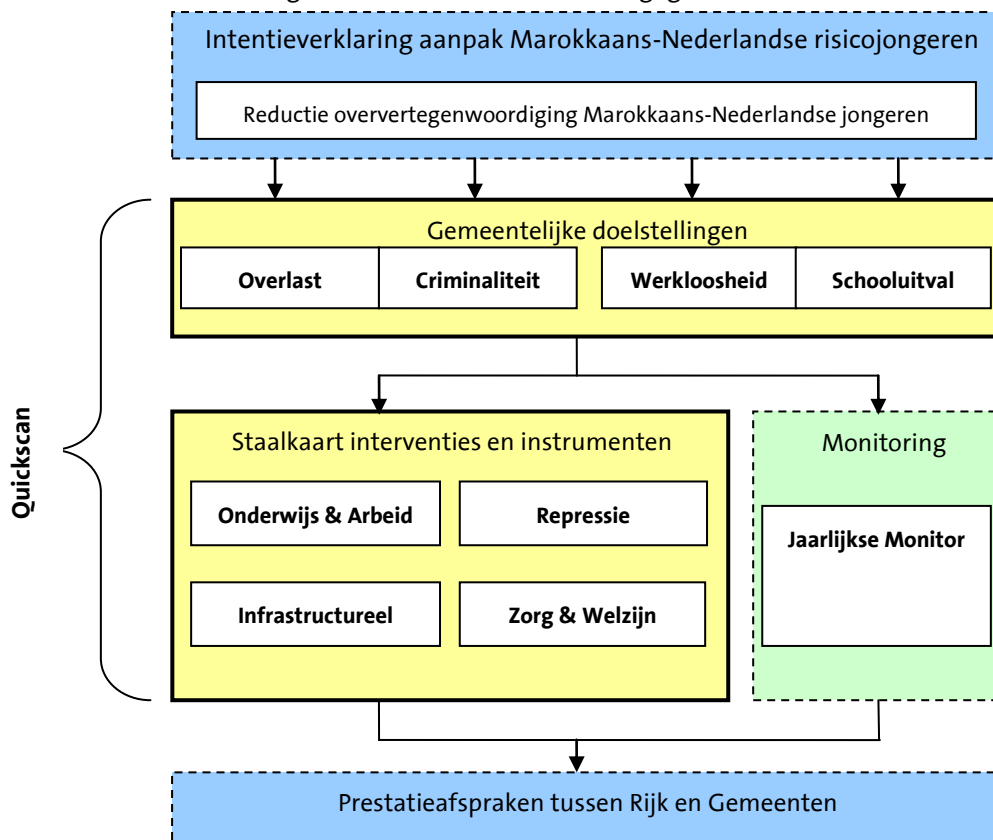 Intentieverklaring aanpak Marokkaans-Nederlandse risicojongeren
Reductie oververtegenwoordiging Marokkaans-Nederlandse jongeren
Gemeentelijke doelstellingen
Overlast
Criminaliteit
Werkloosheid
Schooluitval
Quickscan
Staalkaart interventies en instrumenten
Monitoring
Onderwijs & Arbeid
Repressie
Jaarlijkse Monitor
Infrastructureel
Zorg & Welzijn
Prestatieafspraken tussen Rijk en Gemeenten